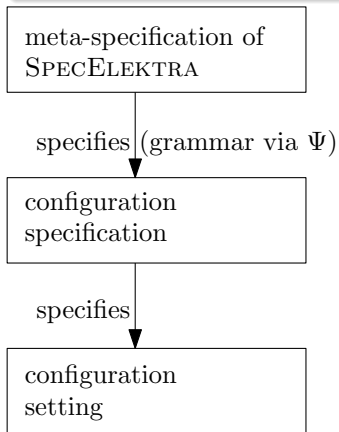 meta-specification of
SPECELEKTRA
specifies (grammar via Ψ)
configuration
specification
specifies
configuration
setting